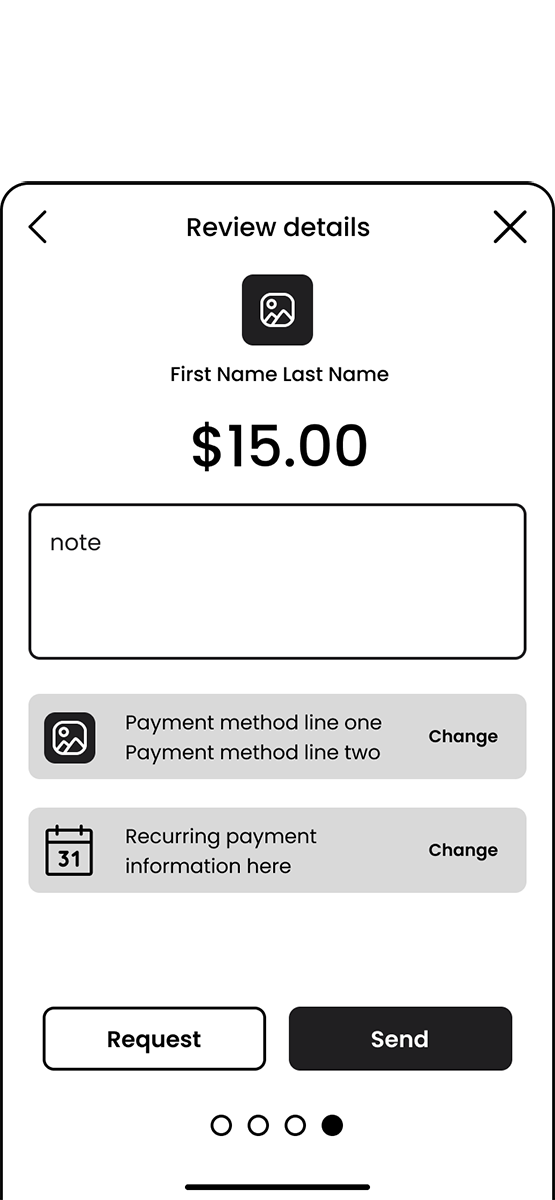 Review details
First Name Last Name
$15.00
note
Payment method line one
Payment method line two
Change
31
Recurring payment
information here
Change
Request
Send